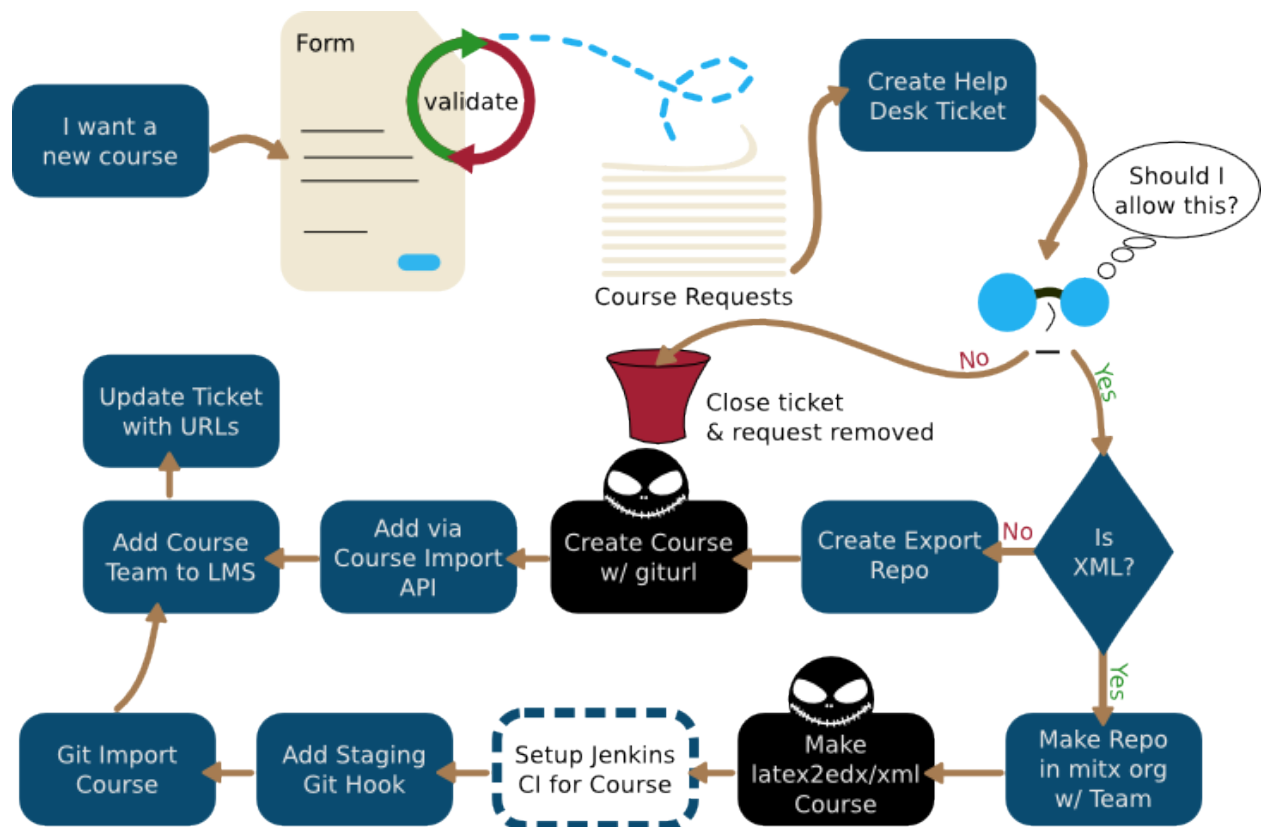 Form
validate
I want a
new course
Create Help
Desk Ticket
Should I
allow this?
Course Requests
No
Yes
Close ticket
& request removed
Update Ticket
with URLs
Is
XML?
No
Create Export
Repo
Create Course
w/ giturl
Add via
Course Import
API
Add Course
Team to LMS
Yes
Make Repo
in mitx org
w/ Team
Make
latex2edx/xml
Course
Setup Jenkins
CI for Course
Add Staging
Git Hook
Git Import
Course